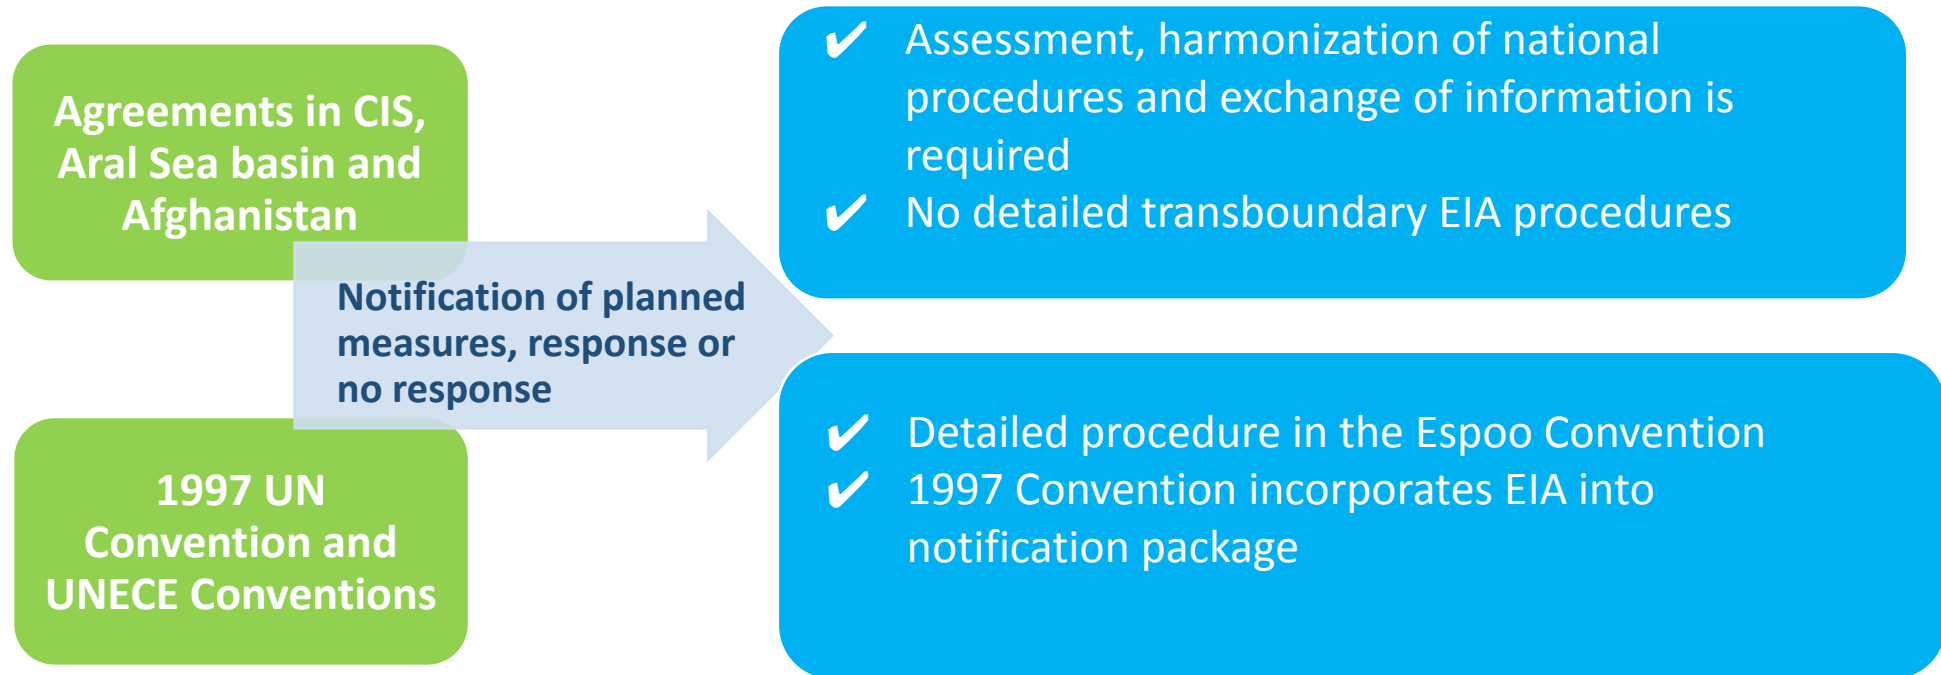 Agreements in CIS,
Aral Sea basin and
Afghanistan
✔ Assessment, harmonization of national
procedures and exchange of information is
required
✔ No detailed transboundary EIA procedures
Notification of planned
measures, response or
no response
1997 UN
Convention and
UNECE Conventions
✔ Detailed procedure in the Espoo Convention
✔ 1997 Convention incorporates EIA into
notification package